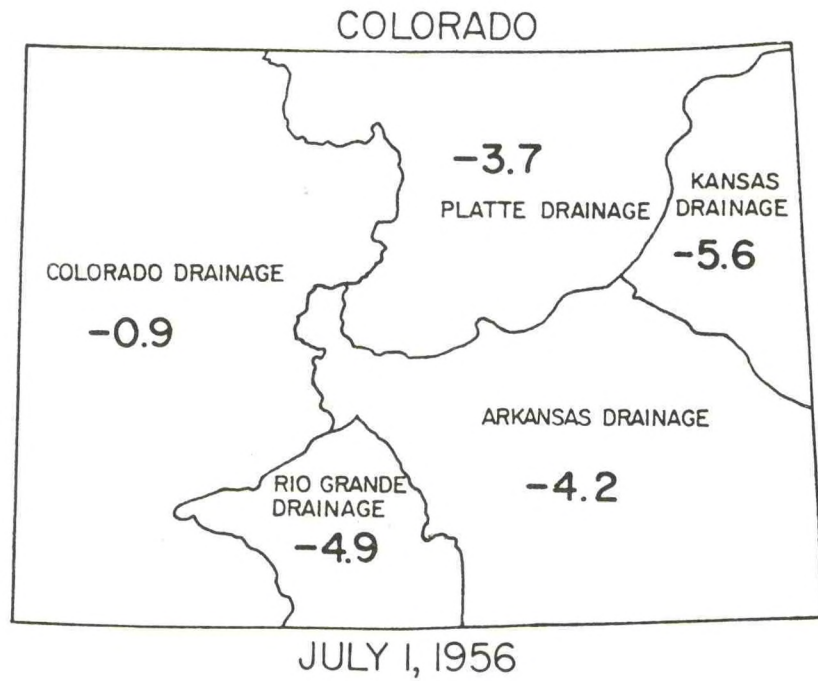 COLORADO
-3.7
PLATTE DRAINAGE
KANSAS
DRAINAGE
-5.6
COLORADO DRAINAGE
-0.9
ARKANSAS DRAINAGE
-4.2
RIO GRANDE
DRAINAGE
-4.9
JULY 1, 1956